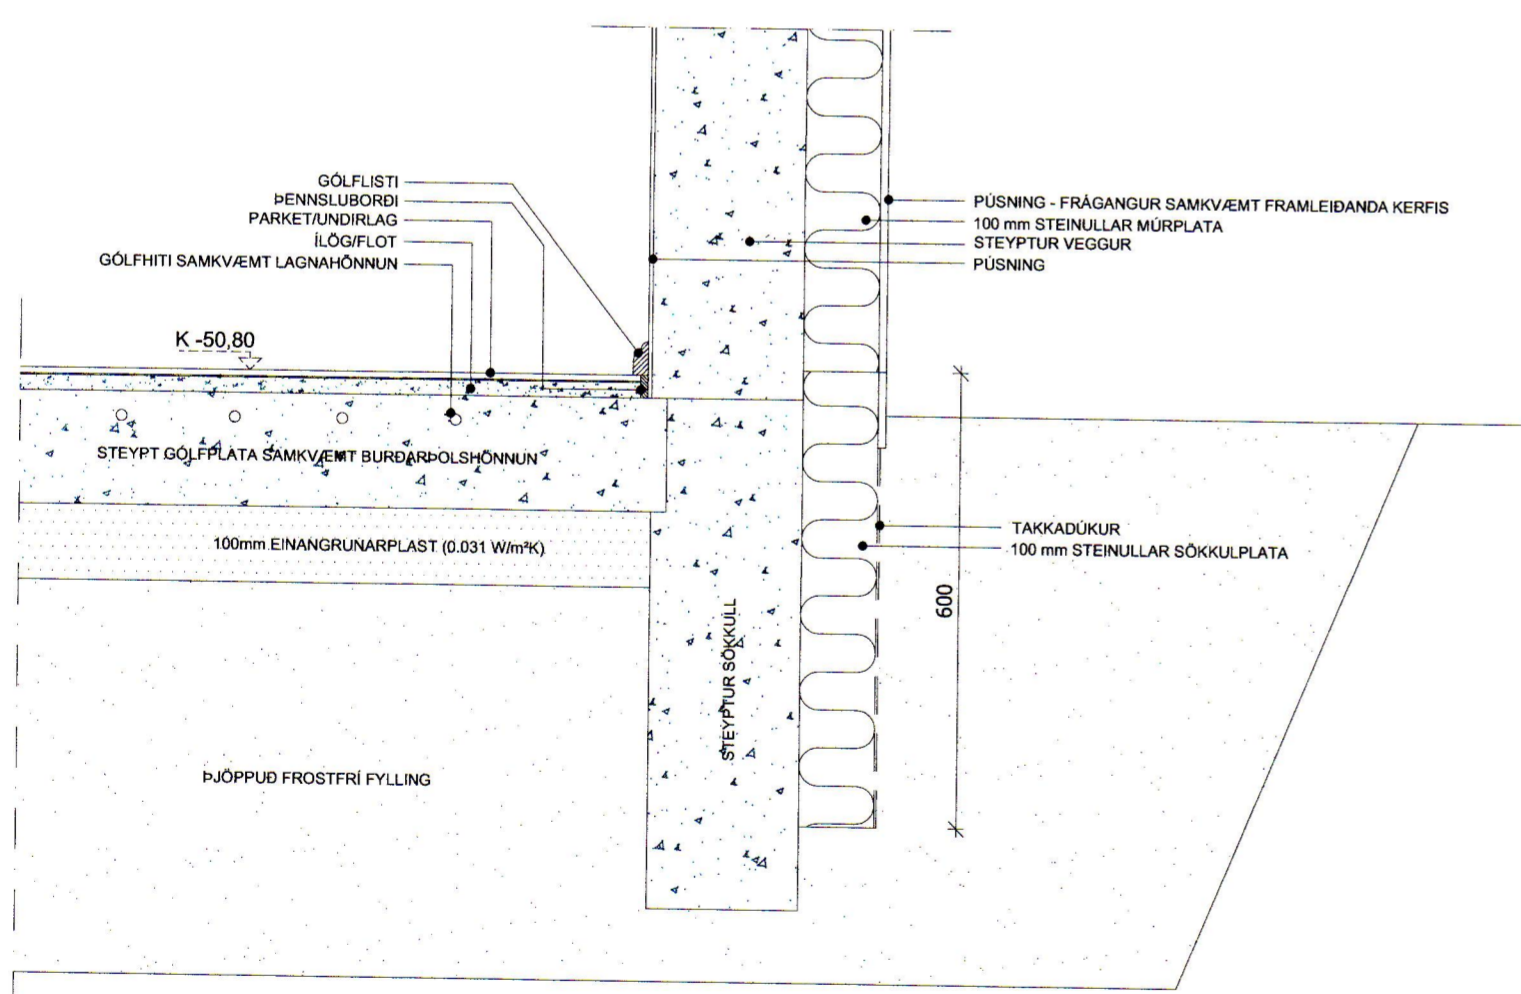 GÓLFLISTI
ÞENNSLUBORÐI
PARKET/UNDIRLAG
ÍLÖG/FLOT
GÓLFHITI SAMKVÆMT LAGNAHÖNNUN
K -50,80
PÚSNING - FRÁGANGUR SAMKVÆMT FRAMLEIÐANDA KERFIS
100 mm STEINULLAR MÚRPLATA
STEYPTUR VEGGUR
PÚSNING
STEYPT GÓLFPLATA SAMKVÆMT BURÐARÞOLSHÖNNUN
100mm EINANGRUNARPLAST (0.031 W/m²K)
TAKKADÚKUR
100 mm STEINULLAR SÖKKULPLATA
600
STEYPTUR SÖKKULL
ÞJÖPPUÐ FROSTFRÍ FYLLING